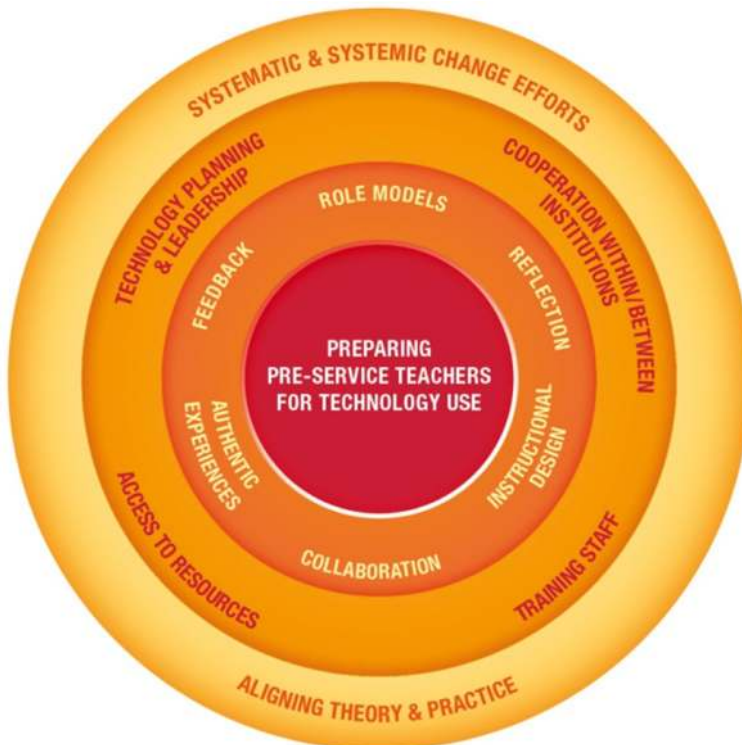 SYSTEMATIC & SYSTEMIC CHANGE EFFORTS
TECHNOLOGY PLANNING
& LEADERSHIP
COOPERATION WITHIN/BETWEEN
INSTITUTIONS
ROLE MODELS
FEEDBACK
REFLECTION
PREPARING
PRE-SERVICE TEACHERS
FOR TECHNOLOGY USE
AUTHENTIC
EXPERIENCES
INSTRUCTIONAL
DESIGN
COLLABORATION
ACCESS TO RESOURCES
TRAINING STAFF
ALIGNING THEORY & PRACTICE